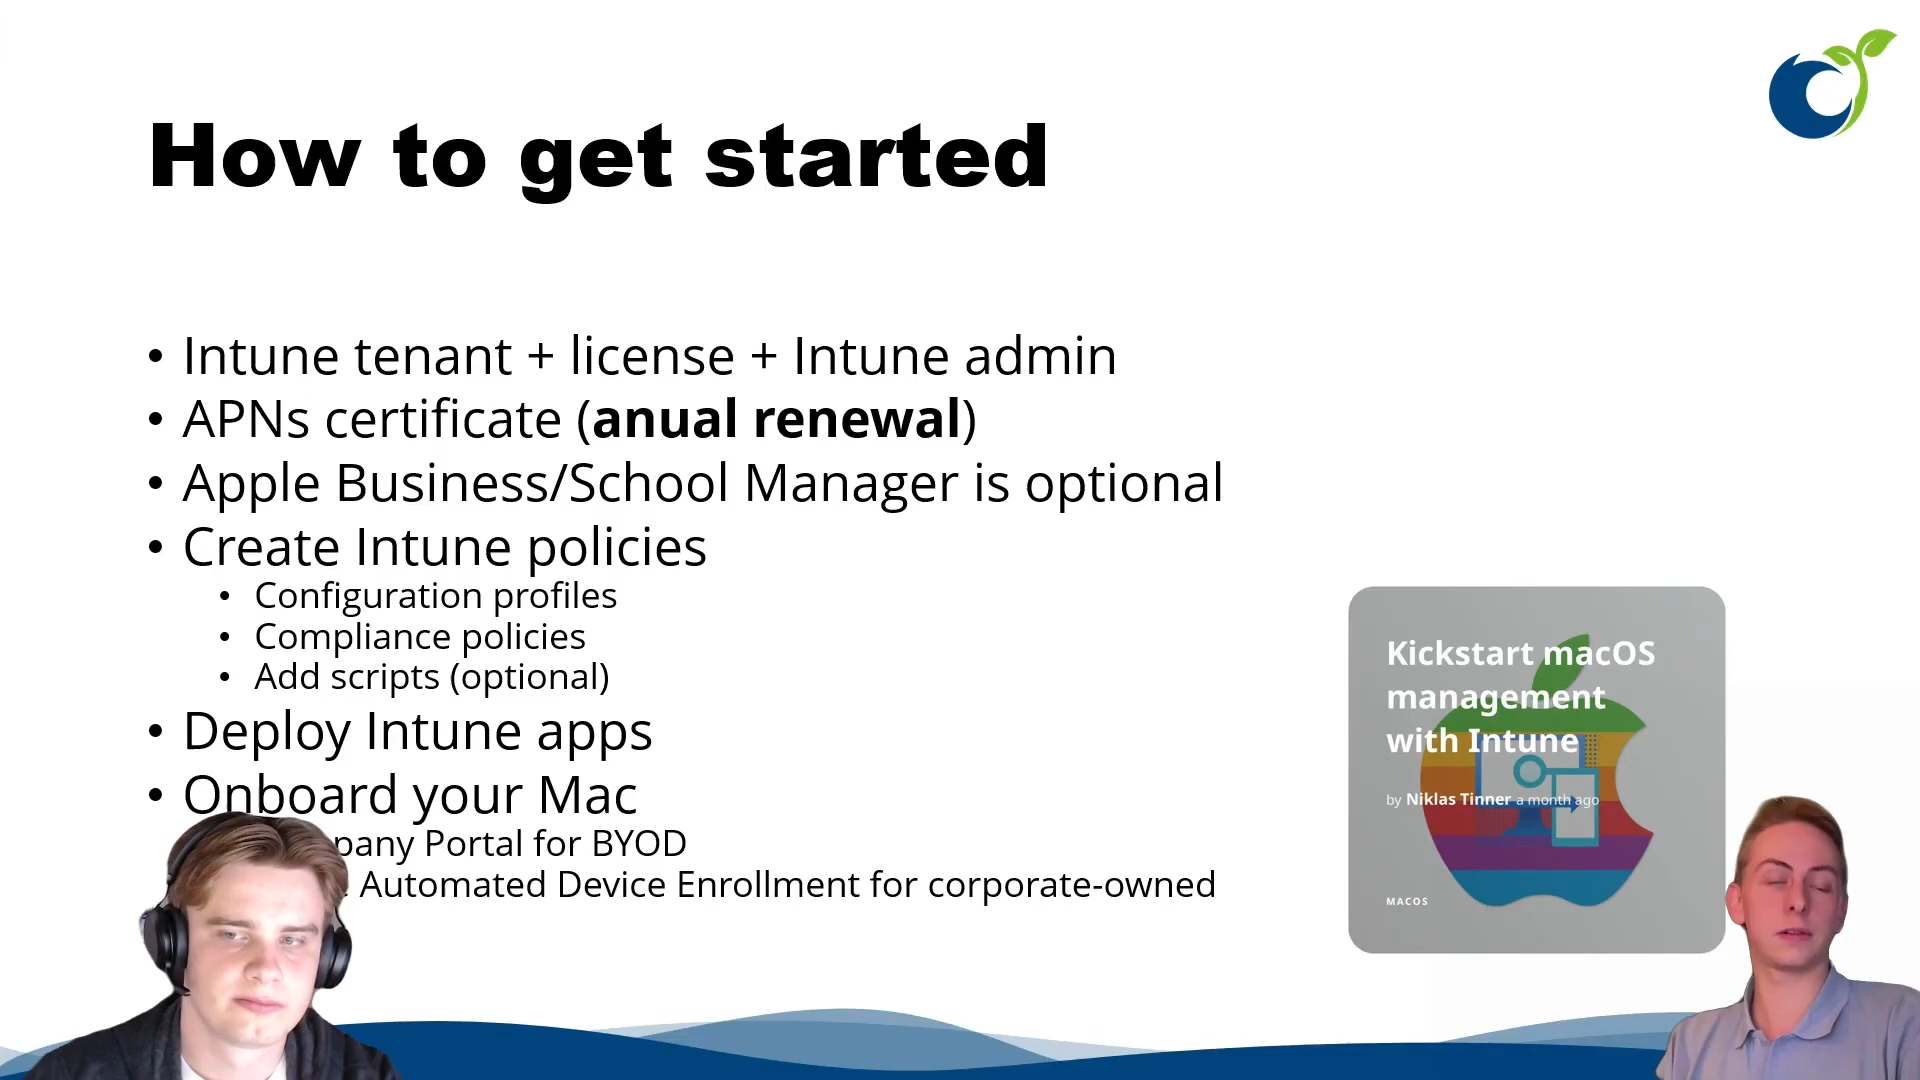 How to get started
• Intune tenant + license + Intune admin
• APNs certificate (anual renewal)
• Apple Business/School Manager is optional
• Create Intune policies
• Configuration profiles
• Compliance policies
• Add scripts (optional)
• Deploy Intune apps
• Onboard your Mac
Portal for BYOD
Automated Device Enrollment for corporate-owned
Kickstart macOS
management
with Intune
by Niklas Tinner a month ago
MACOS